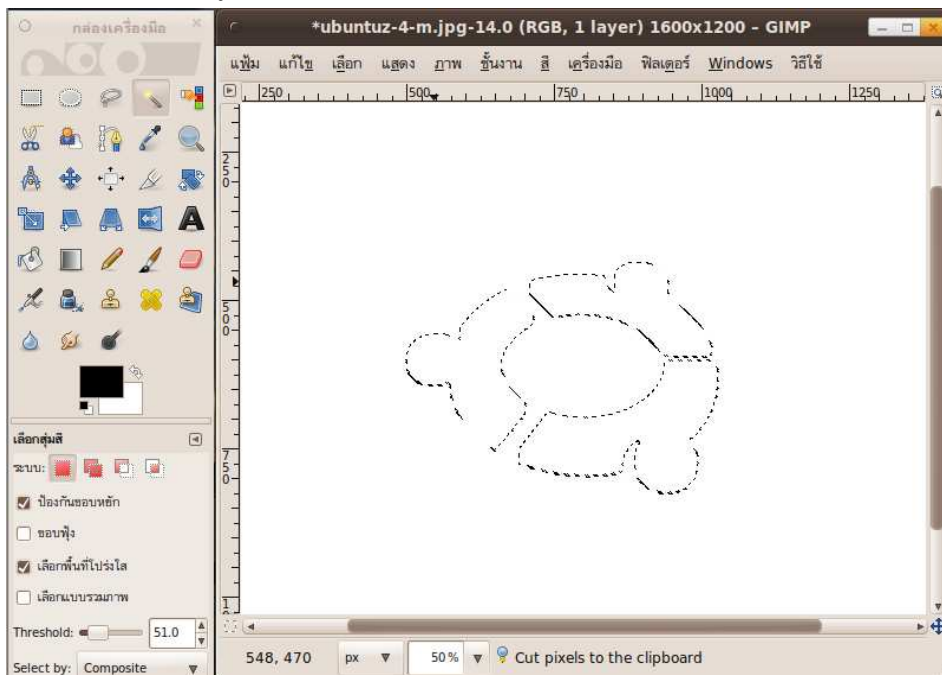 กล่องเครื่องมือ
*ubuntuz-4-m.jpg-14.0 (RGB, 1 layer) 1600x1200 – GIMP
แฟ้ม แก้ไข เลือก แสดง ภาพ ชั้นงาน สี เครื่องมือ ฟิลเตอร์ Windows วิธีใช้
250 500 750 1000 1250
250
500
750
เลือกสุ่มสี
ระบบ:
ป้องกันขอบหยัก
ขอบฟุ้ง
เลือกพื้นที่โปร่งใส
เลือกแบบรวมภาพ
Threshold: 51.0
Select by: Composite
548, 470 px 50% Cut pixels to the clipboard